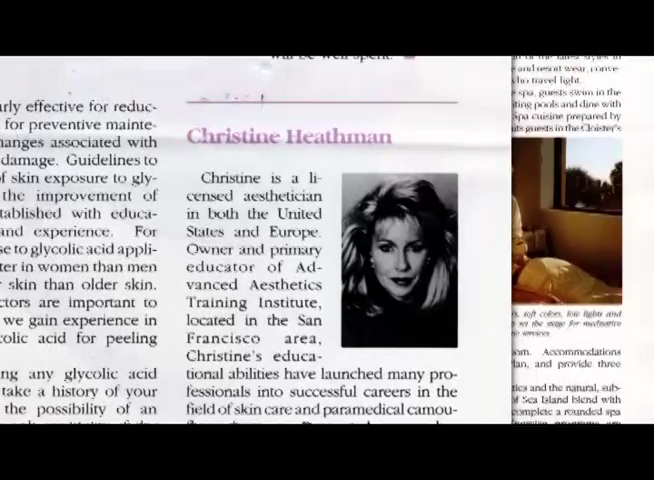 will be well spent.
arly effective for reduc-
for preventive mainte-
hanges associated with
damage. Guidelines to
of skin exposure to gly-
the improvement of
tablished with educa-
and experience. For
se to glycolic acid appli-
ter in women than men
skin than older skin.
ctors are important to
we gain experience in
colic acid for peeling
ng any glycolic acid
take a history of your
the possibility of an
Christine Heathman
Christine is a li-
censed aesthetician
in both the United
States and Europe.
Owner and primary
educator of Ad-
vanced Aesthetics
Training Institute,
located in the San
Francisco area,
Christine's educa-
tional abilities have launched many pro-
fessionals into successful careers in the
field of skin care and paramedical camou-
of the latest styles in
e and resort wear, conve-
who travel light.
spa, guests swim in the
ting pools and dine with
Spa cuisine prepared by
its guests in the Cloister's
s, soft colors, low lights and
set the stage for meditative
services.
om. Accommodations
lan, and provide three
tics and the natural, sub-
of Sea Island blend with
complete a rounded spa